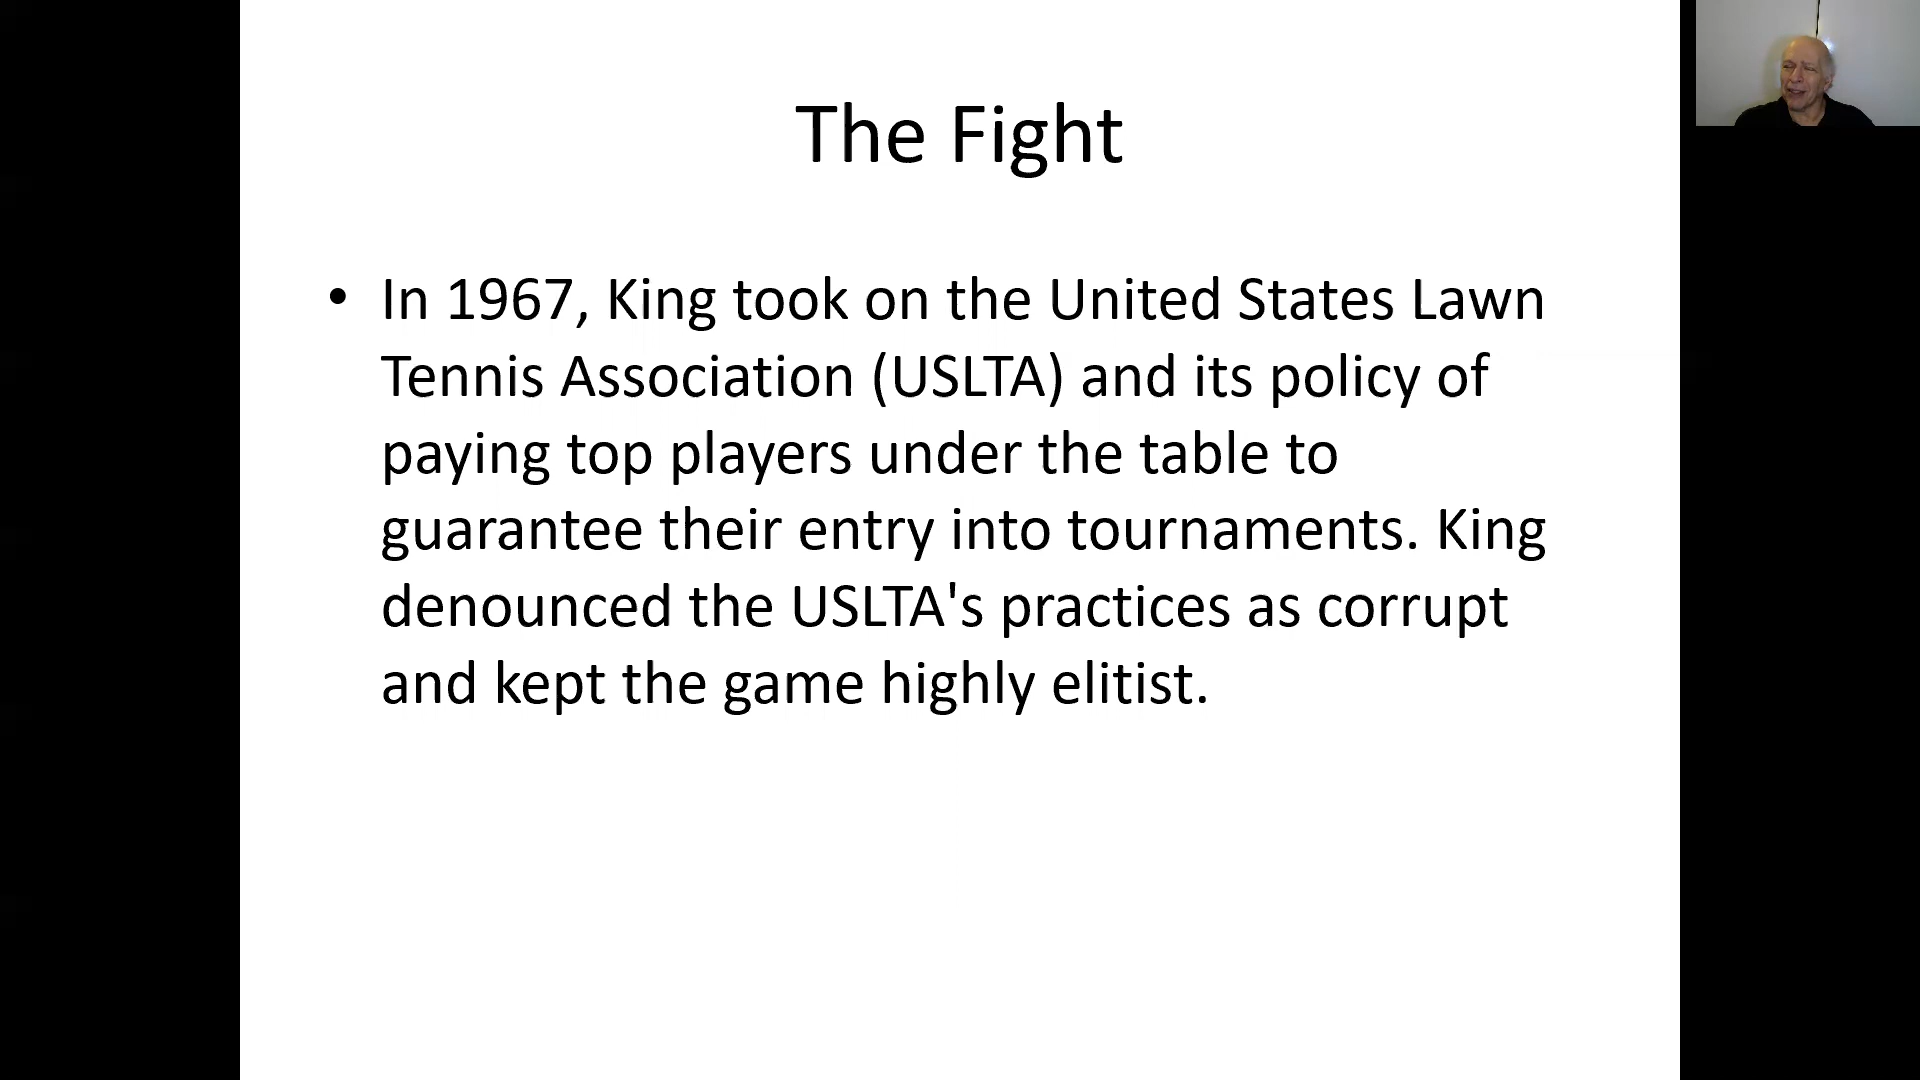 The Fight
• In 1967, King took on the United States Lawn
Tennis Association (USLTA) and its policy of
paying top players under the table to
guarantee their entry into tournaments. King
denounced the USLTA's practices as corrupt
and kept the game highly elitist.